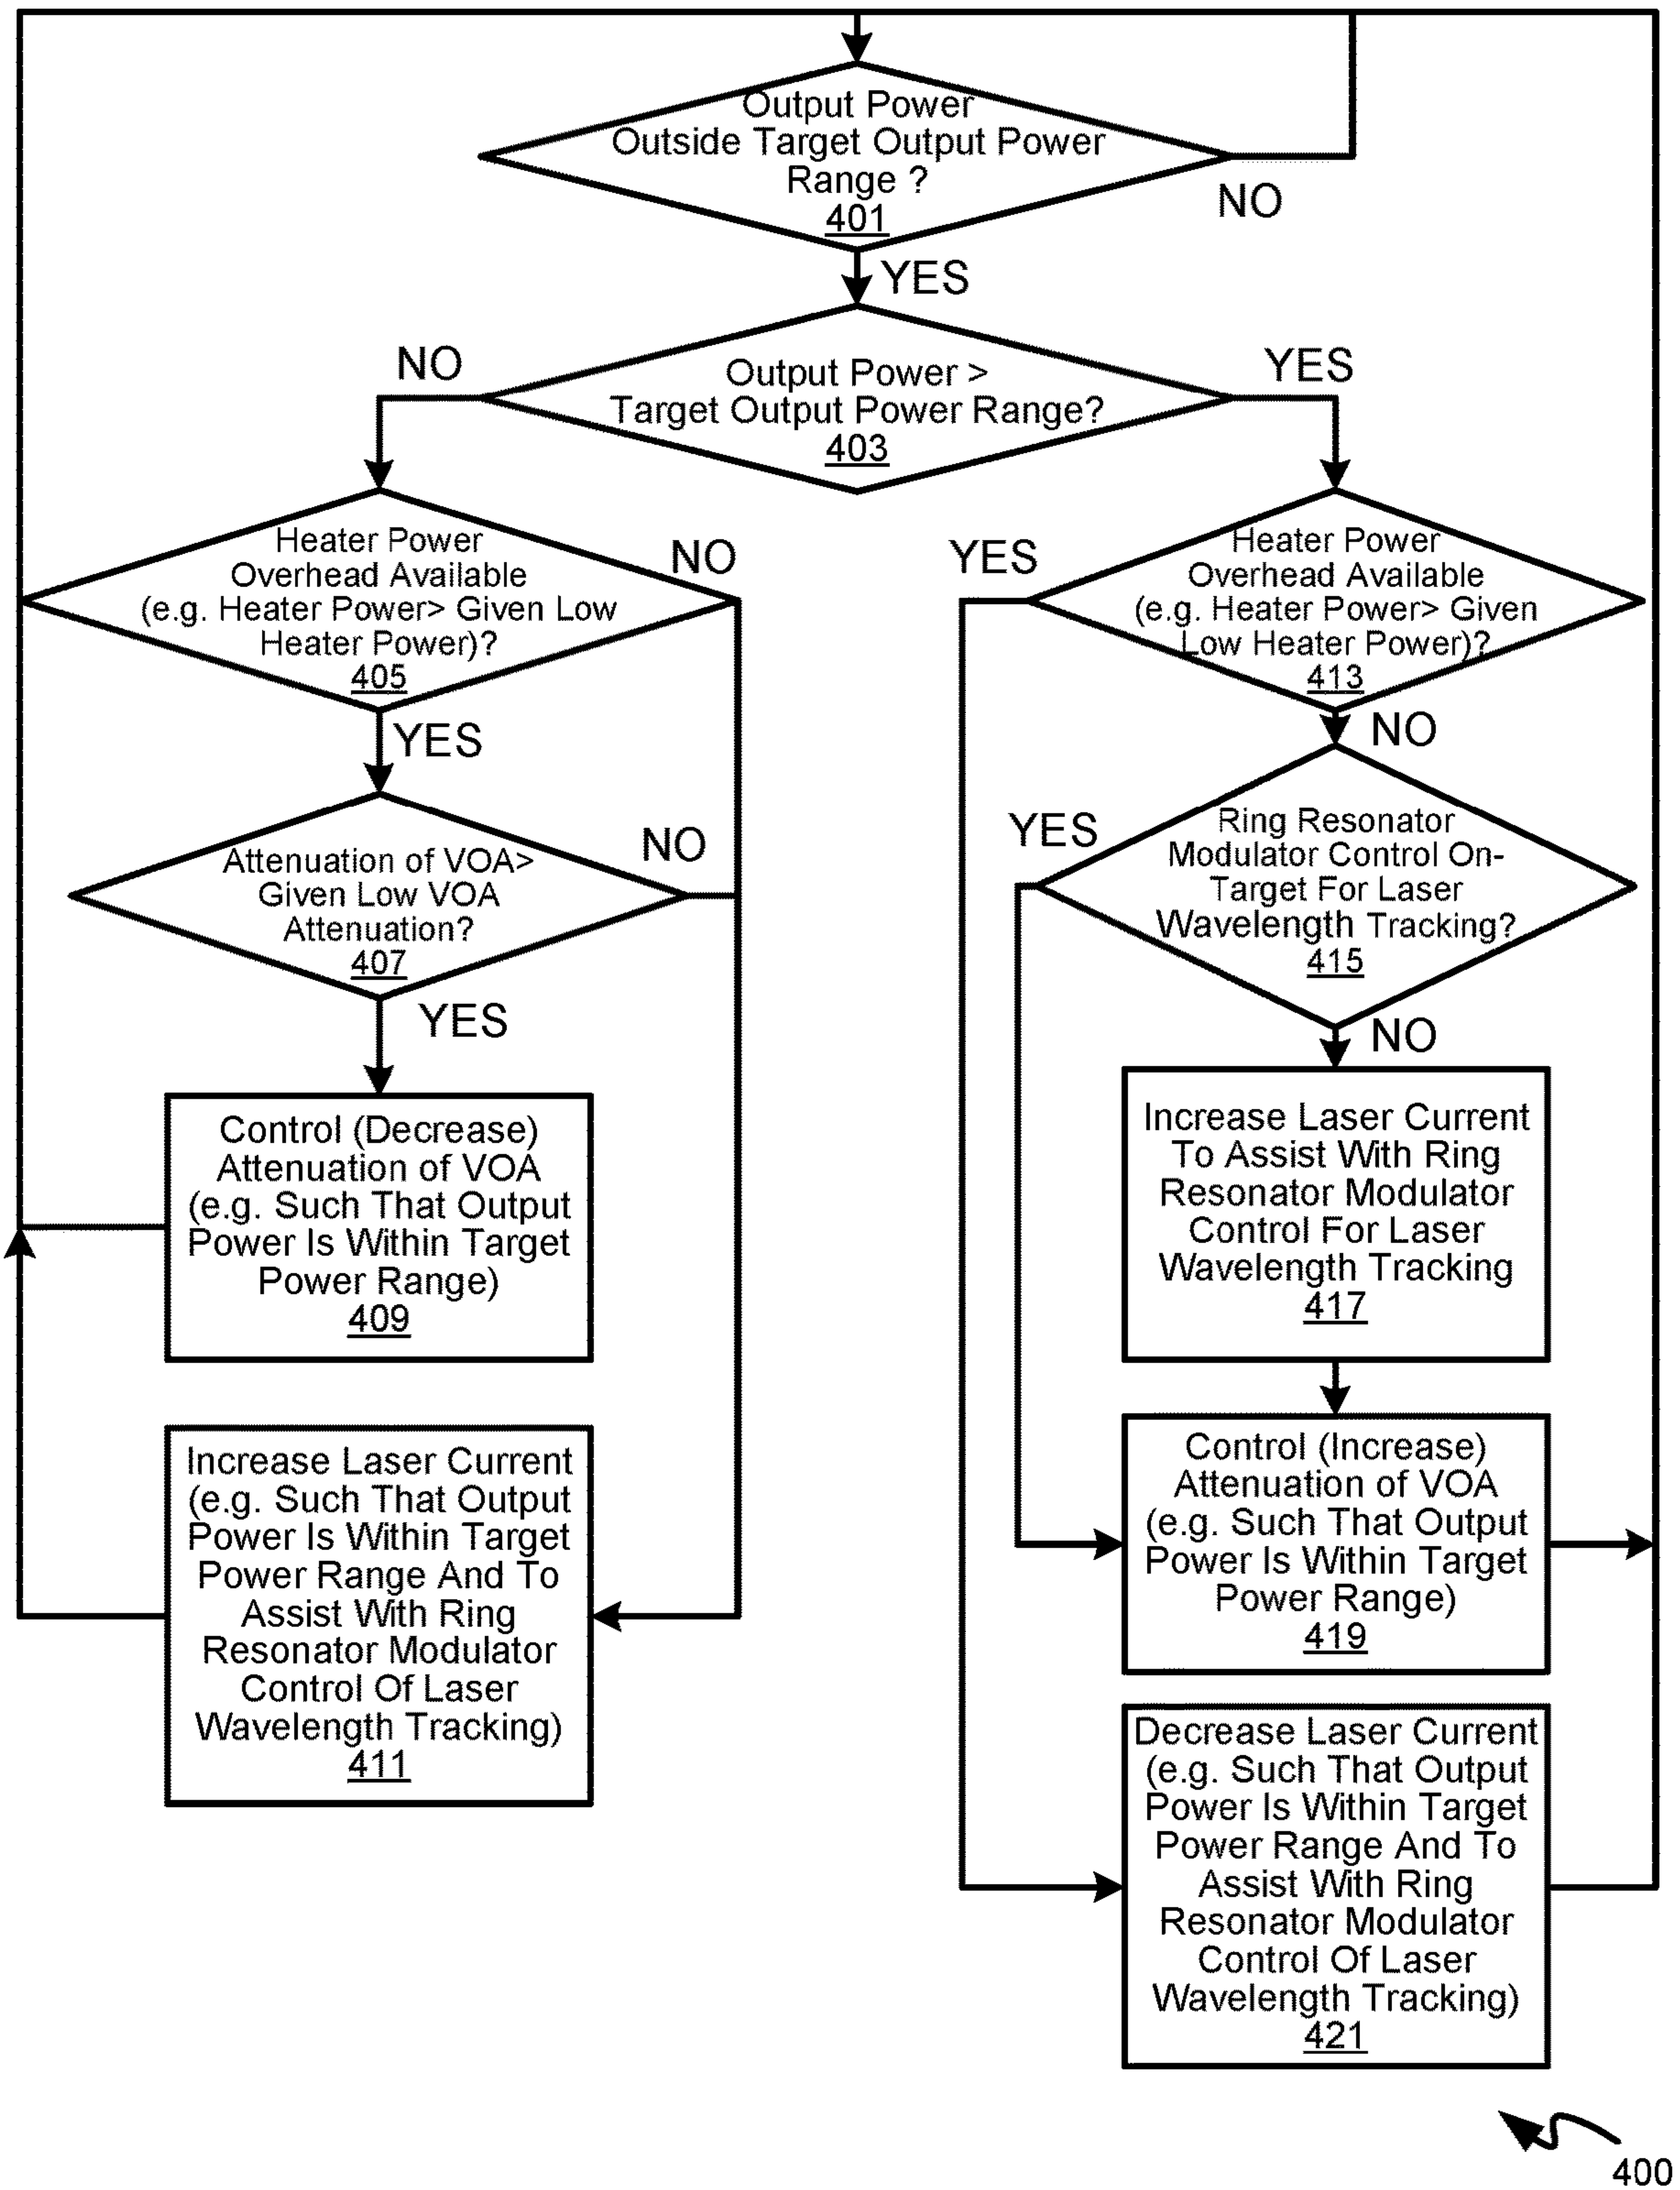 Output Power
Outside Target Output Power
Range ?
401
NO
YES
Output Power >
Target Output Power Range?
403
NO
YES
Heater Power
Overhead Available
(e.g. Heater Power> Given Low
Heater Power)?
405
NO
YES
Attenuation of VOA>
Given Low VOA
Attenuation?
407
NO
YES
Control (Decrease)
Attenuation of VOA
(e.g. Such That Output
Power Is Within Target
Power Range)
409
Increase Laser Current
(e.g. Such That Output
Power Is Within Target
Power Range And To
Assist With Ring
Resonator Modulator
Control Of Laser
Wavelength Tracking)
411
Heater Power
Overhead Available
(e.g. Heater Power> Given
Low Heater Power)?
413
YES
NO
Ring Resonator
Modulator Control On-
Target For Laser
Wavelength Tracking?
415
YES
NO
Increase Laser Current
To Assist With Ring
Resonator Modulator
Control For Laser
Wavelength Tracking
417
Control (Increase)
Attenuation of VOA
(e.g. Such That Output
Power Is Within Target
Power Range)
419
Decrease Laser Current
(e.g. Such That Output
Power Is Within Target
Power Range And To
Assist With Ring
Resonator Modulator
Control Of Laser
Wavelength Tracking)
421
400